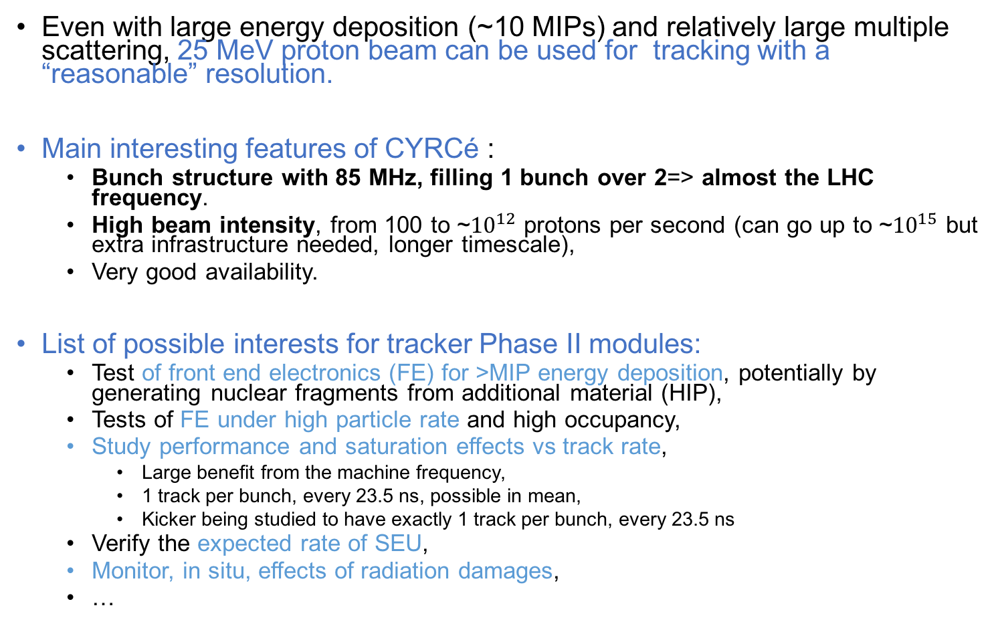 • Even with large energy deposition (~10 MIPs) and relatively large multiple
scattering, 25 MeV proton beam can be used for  tracking with a
“reasonable” resolution.
• Main interesting features of CYRCé :
• Bunch structure with 85 MHz, filling 1 bunch over 2=> almost the LHC
frequency.
• High beam intensity, from 100 to ~10¹² protons per second (can go up to ~10¹⁵ but
extra infrastructure needed, longer timescale),
• Very good availability.
• List of possible interests for tracker Phase II modules:
• Test of front end electronics (FE) for >MIP energy deposition, potentially by
generating nuclear fragments from additional material (HIP),
• Tests of FE under high particle rate and high occupancy,
• Study performance and saturation effects vs track rate,
• Large benefit from the machine frequency,
• 1 track per bunch, every 23.5 ns, possible in mean,
• Kicker being studied to have exactly 1 track per bunch, every 23.5 ns
• Verify the expected rate of SEU,
• Monitor, in situ, effects of radiation damages,
• …